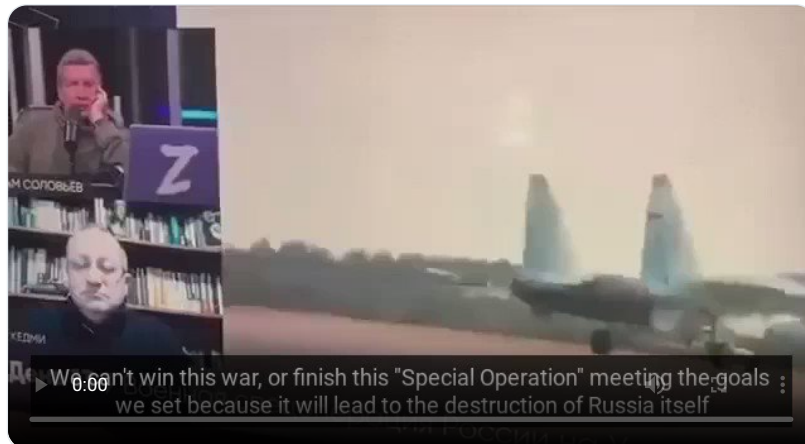 Z
М СОЛОВЬЁВ
КЕДМИ
0:00
We can't win this war, or finish this "Special Operation" meeting the goals
we set because it will lead to the destruction of Russia itself